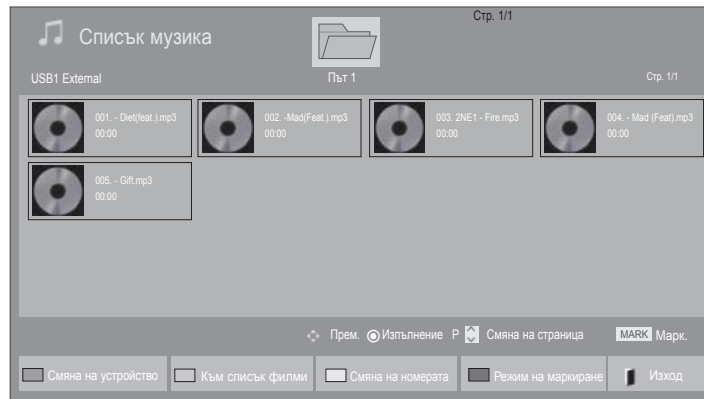 Стр. 1/1
Списък музика
USB1 External
Път 1
Стр. 1/1
001. - Diet(feat.).mp3
00:00
002. -Mad(Feat.).mp3
00:00
003. 2NE1 - Fire.mp3
00:00
004. - Mad (Feat).mp3
00:00
005. - Gift.mp3
00:00
Прем. Изпълнение P Смяна на страница MARK Марк.
Смяна на устройство Към списък филми Смяна на номерата Режим на маркиране Изход